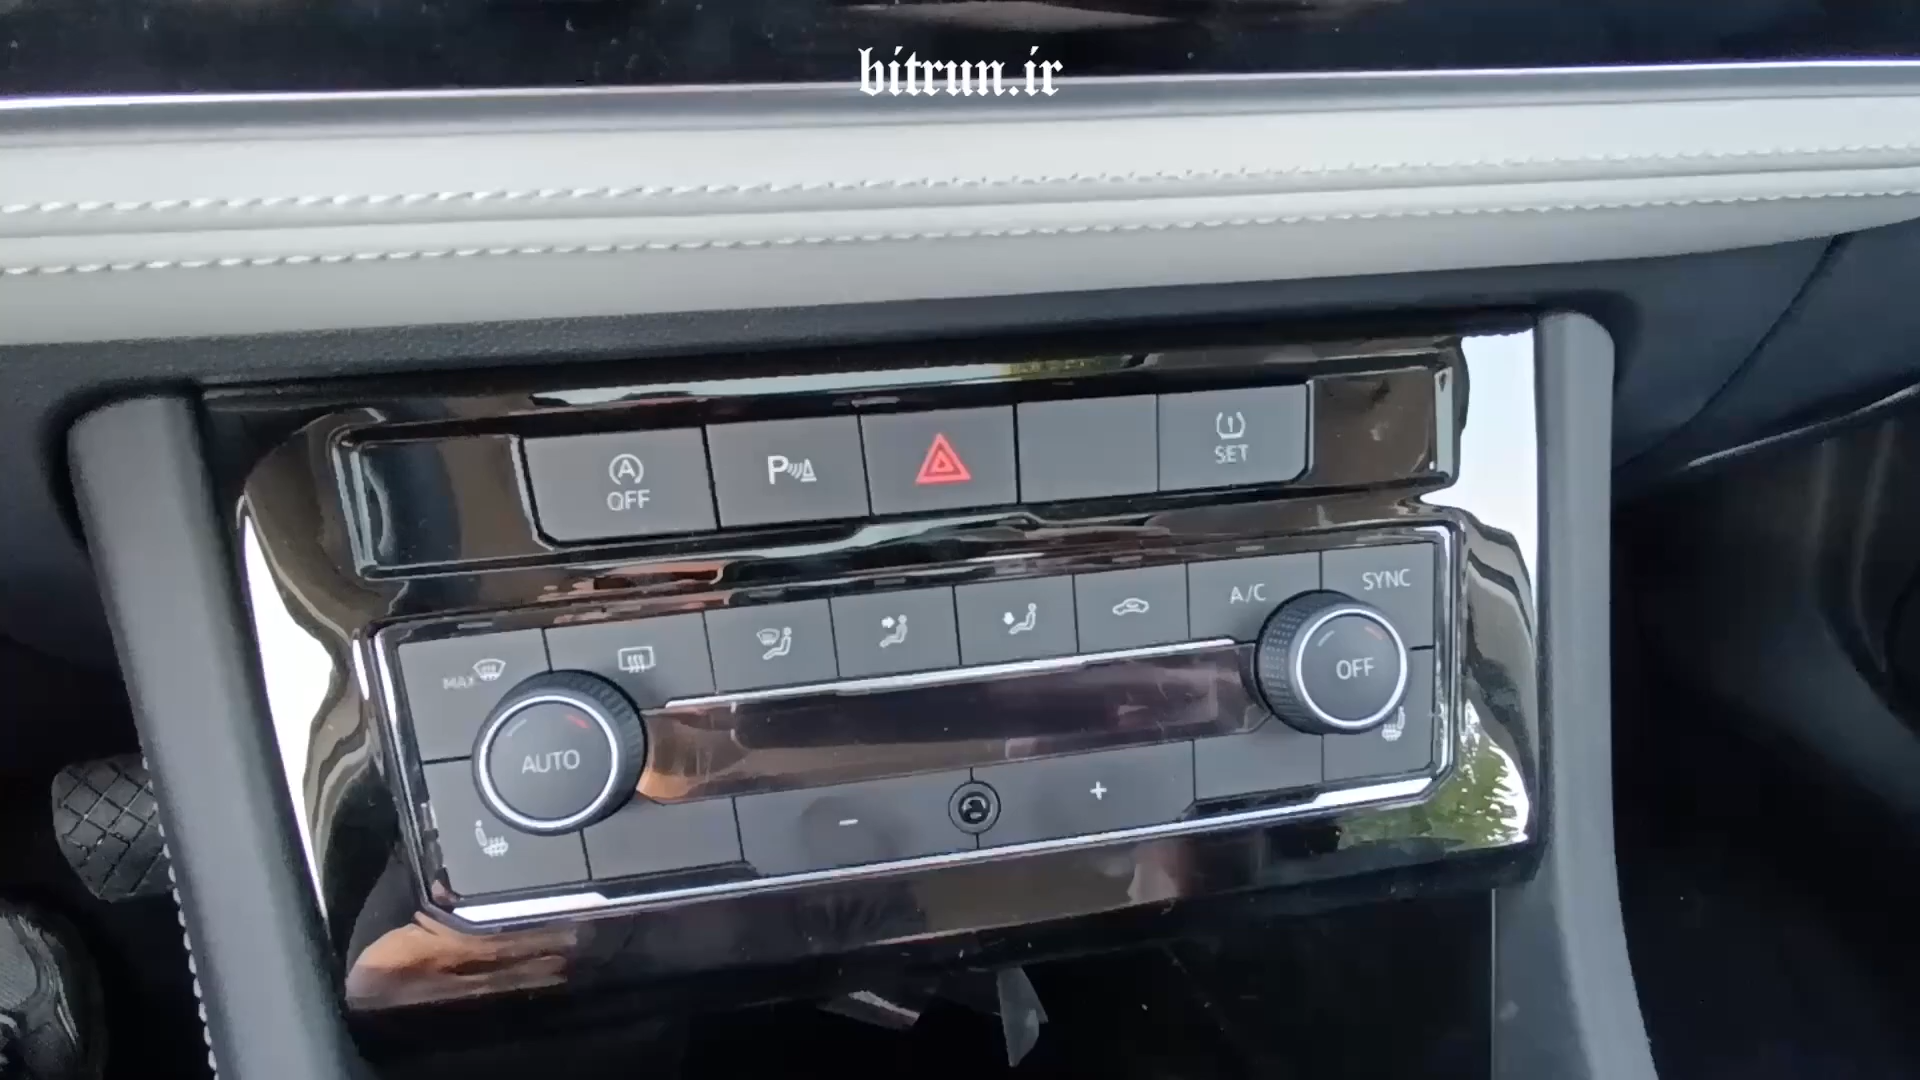 bitrun.ir
A
OFF
P
SET
MAX
A/C
SYNC
AUTO
OFF
-
+